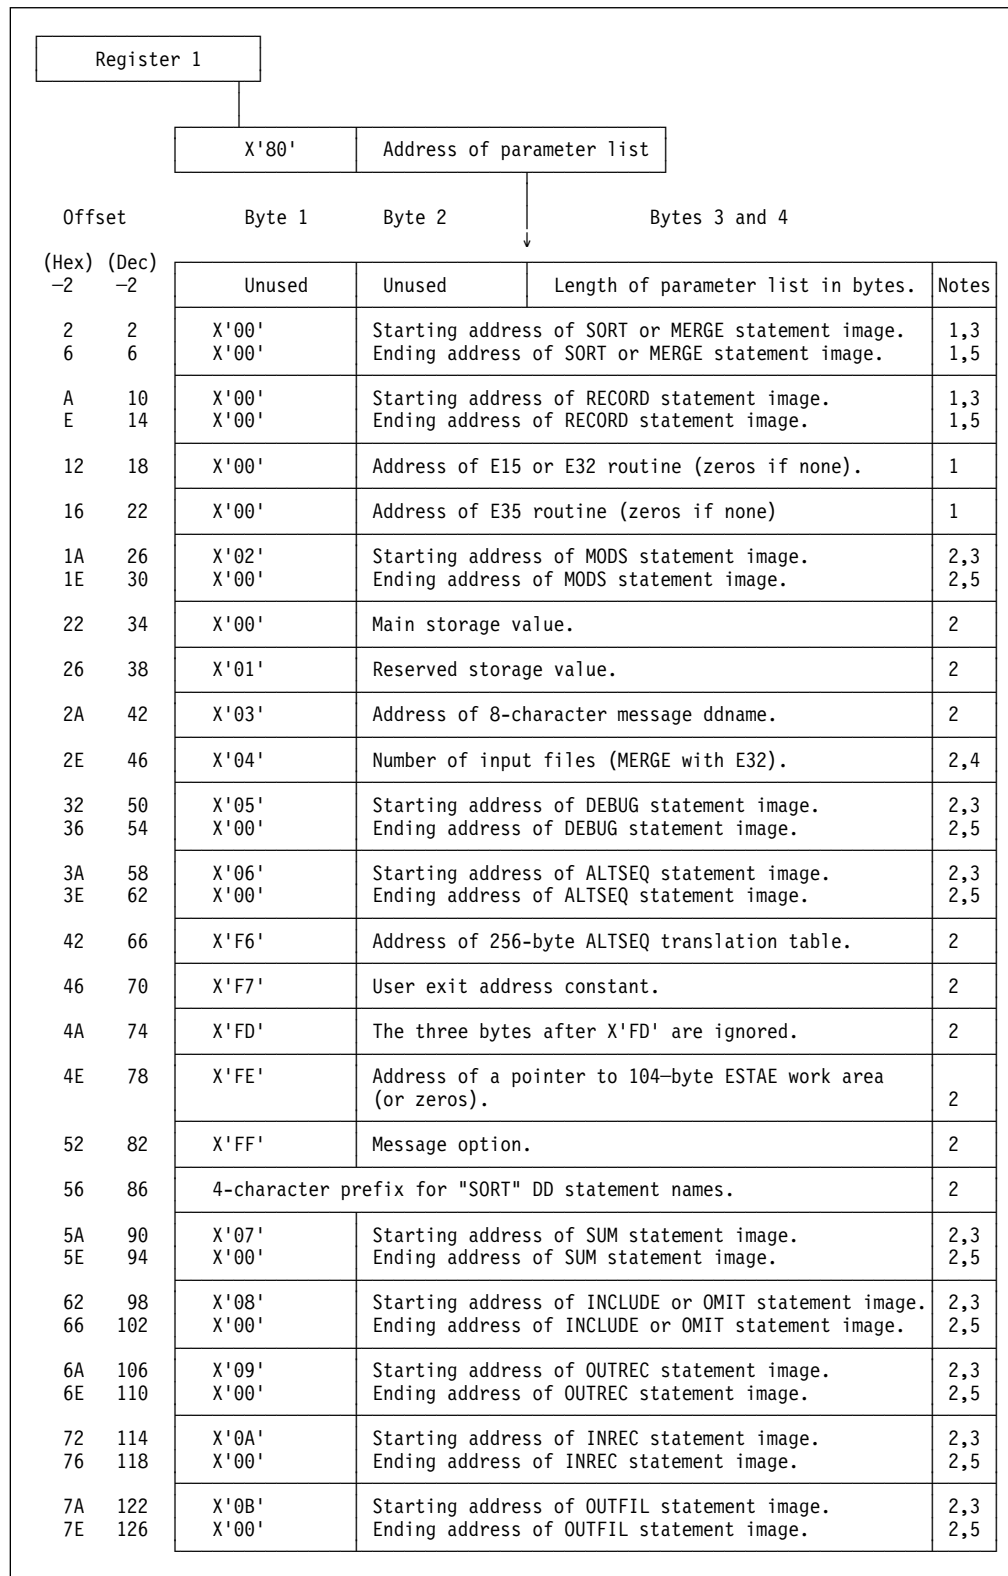 Register 1
X'80' Address of parameter list
Offset Byte 1 Byte 2 Bytes 3 and 4
(Hex) (Dec)
−2 −2 Unused Unused Length of parameter list in bytes. Notes
2 2 X'00' Starting address of SORT or MERGE statement image. 1,3
6 6 X'00' Ending address of SORT or MERGE statement image. 1,5
A 10 X'00' Starting address of RECORD statement image. 1,3
E 14 X'00' Ending address of RECORD statement image. 1,5
12 18 X'00' Address of E15 or E32 routine (zeros if none). 1
16 22 X'00' Address of E35 routine (zeros if none) 1
1A 26 X'02' Starting address of MODS statement image. 2,3
1E 30 X'00' Ending address of MODS statement image. 2,5
22 34 X'00' Main storage value. 2
26 38 X'01' Reserved storage value. 2
2A 42 X'03' Address of 8-character message ddname. 2
2E 46 X'04' Number of input files (MERGE with E32). 2,4
32 50 X'05' Starting address of DEBUG statement image. 2,3
36 54 X'00' Ending address of DEBUG statement image. 2,5
3A 58 X'06' Starting address of ALTSEQ statement image. 2,3
3E 62 X'00' Ending address of ALTSEQ statement image. 2,5
42 66 X'F6' Address of 256-byte ALTSEQ translation table. 2
46 70 X'F7' User exit address constant. 2
4A 74 X'FD' The three bytes after X'FD' are ignored. 2
4E 78 X'FE' Address of a pointer to 104−byte ESTAE work area
(or zeros). 2
52 82 X'FF' Message option. 2
56 86 4-character prefix for "SORT" DD statement names. 2
5A 90 X'07' Starting address of SUM statement image. 2,3
5E 94 X'00' Ending address of SUM statement image. 2,5
62 98 X'08' Starting address of INCLUDE or OMIT statement image. 2,3
66 102 X'00' Ending address of INCLUDE or OMIT statement image. 2,5
6A 106 X'09' Starting address of OUTREC statement image. 2,3
6E 110 X'00' Ending address of OUTREC statement image. 2,5
72 114 X'0A' Starting address of INREC statement image. 2,3
76 118 X'00' Ending address of INREC statement image. 2,5
7A 122 X'0B' Starting address of OUTFIL statement image. 2,3
7E 126 X'00' Ending address of OUTFIL statement image. 2,5